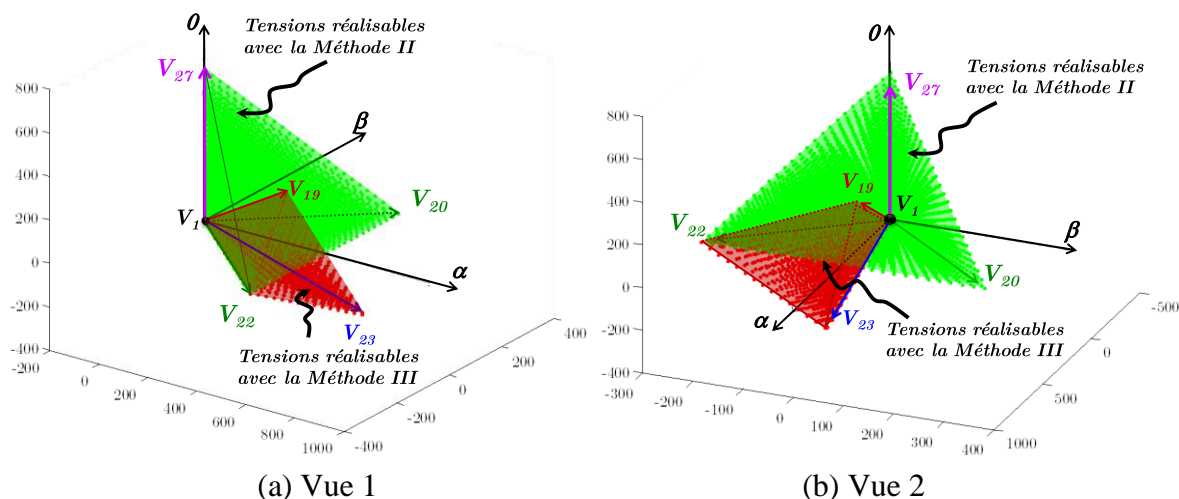 0
Tensions réalisables
avec la Méthode II
V27
β
800
600
400
200
0
-200
-400
V19
V1
V20
α
V22
V23
Tensions réalisables
avec la Méthode III
-200
0
200
400
600
800
1000
-400
-200
0
200
400
(a) Vue 1
0
Tensions réalisables
avec la Méthode II
V27
800
600
400
200
0
-200
-400
V19
V1
V22
β
V20
α
V23
Tensions réalisables
avec la Méthode III
-300
-200
-100
0
100
200
300
400
1000
500
0
-500
(b) Vue 2